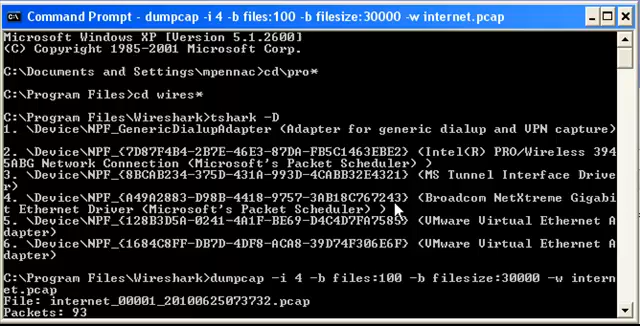 Command Prompt - dumpcap -i 4 -b files:100 -b filesize:30000 -w internet.pcap
Microsoft Windows XP [Version 5.1.2600]
(C) Copyright 1985-2001 Microsoft Corp.
C:\Documents and Settings\mpennac>cd\pro*
C:\Program Files>cd wires*
C:\Program Files\Wireshark>tshark -D
1. \Device\NPF_GenericDialupAdapter (Adapter for generic dialup and VPN capture)
2. \Device\NPF_{7D87F4B4-2B7E-46E3-87DA-FB5C1463EBE2} (Intel(R) PRO/Wireless 394
5ABG Network Connection (Microsoft's Packet Scheduler) )
3. \Device\NPF_{8BCAB234-375D-431A-993D-4CABB32E4321} (MS Tunnel Interface Drive
r)
4. \Device\NPF_{A49A2883-D98B-4418-9757-3AB18C767243} (Broadcom NetXtreme Gigabi
t Ethernet Driver (Microsoft's Packet Scheduler) )
5. \Device\NPF_{128B3D5A-0241-4A1F-BE69-D4C4D7FA7585} (VMware Virtual Ethernet A
dapter)
6. \Device\NPF_{1684C8FF-DB7D-4DF8-ACA8-39D74F306E6F} (VMware Virtual Ethernet A
dapter)
C:\Program Files\Wireshark>dumpcap -i 4 -b files:100 -b filesize:30000 -w intern
et.pcap
File: internet_00001_20100625073732.pcap
Packets: 93